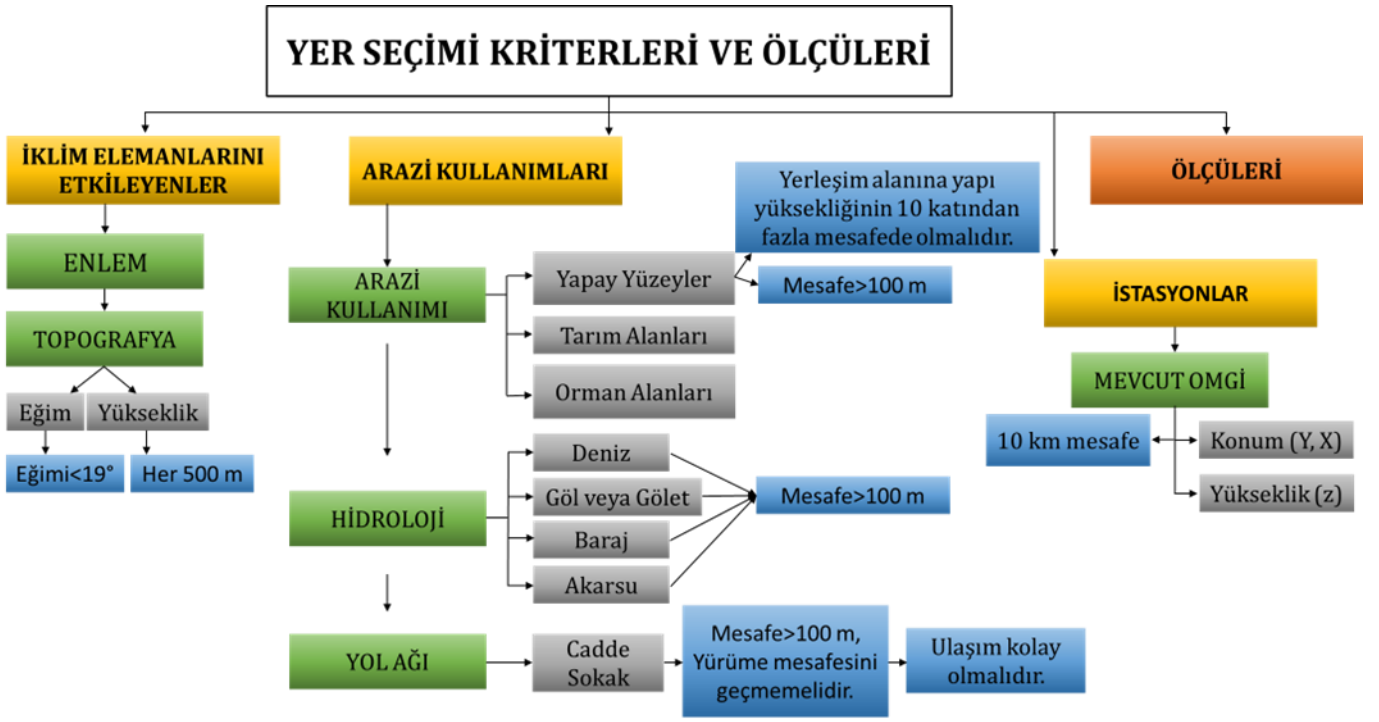 YER SEÇİMİ KRİTERLERİ VE ÖLÇÜLERİ
İKLİM ELEMANLARINI
ETKİLEYENLER
ENLEM
TOPOGRAFYA
Eğim
Yükseklik
Eğimi<19°
Her 500 m
ARAZİ KULLANIMLARI
ARAZİ
KULLANIMI
Yapay Yüzeyler
Yerleşim alanına yapı
yüksekliğinin 10 katından
fazla mesafede olmalıdır.
Mesafe>100 m
Tarım Alanları
Orman Alanları
HİDROLOJİ
Deniz
Göl veya Gölet
Baraj
Akarsu
Mesafe>100 m
YOL AĞI
Cadde
Sokak
Mesafe>100 m,
Yürüme mesafesini
geçmemelidir.
Ulaşım kolay
olmalıdır.
ÖLÇÜLERİ
İSTASYONLAR
MEVCUT OMGİ
10 km mesafe
Konum (Y, X)
Yükseklik (z)